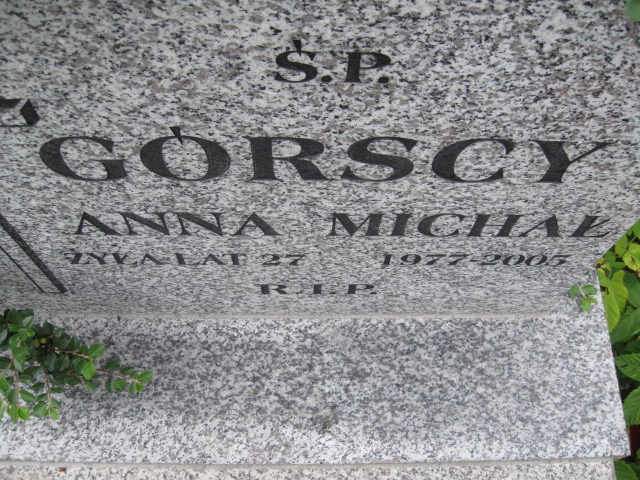 Ś.P.
GÓRSCY
ANNA MICHAŁ
ŻYŁA LAT 27 1977-2005
R.I.P.